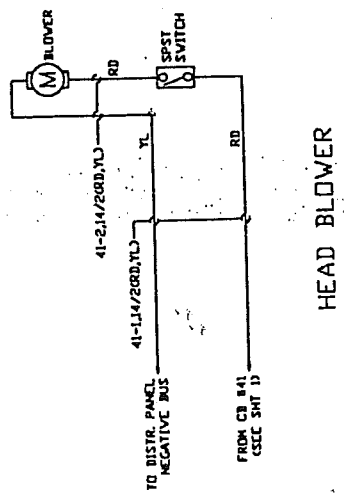 BLOWER
M
RD
SPST
SWITCH
41-2,14/2(RD,YL)
YL
RD
41-1,14/2(RD,YL)
TO DISTR. PANEL
NEGATIVE BUS
FROM CB #41
(SEE SHT 1)
HEAD BLOWER